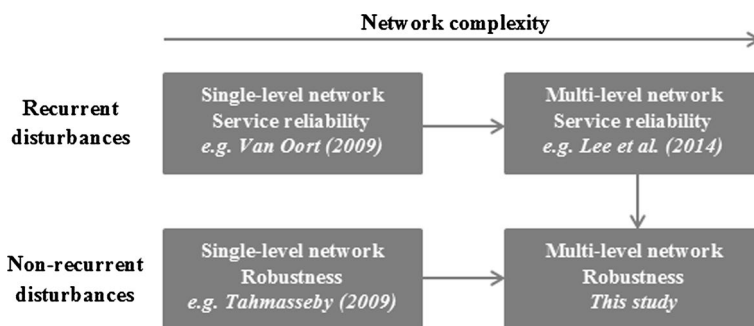 Network complexity
Recurrent
disturbances
Single-level network
Service reliability
e.g. Van Oort (2009)
Multi-level network
Service reliability
e.g. Lee et al. (2014)
Non-recurrent
disturbances
Single-level network
Robustness
e.g. Tahmasseby (2009)
Multi-level network
Robustness
This study